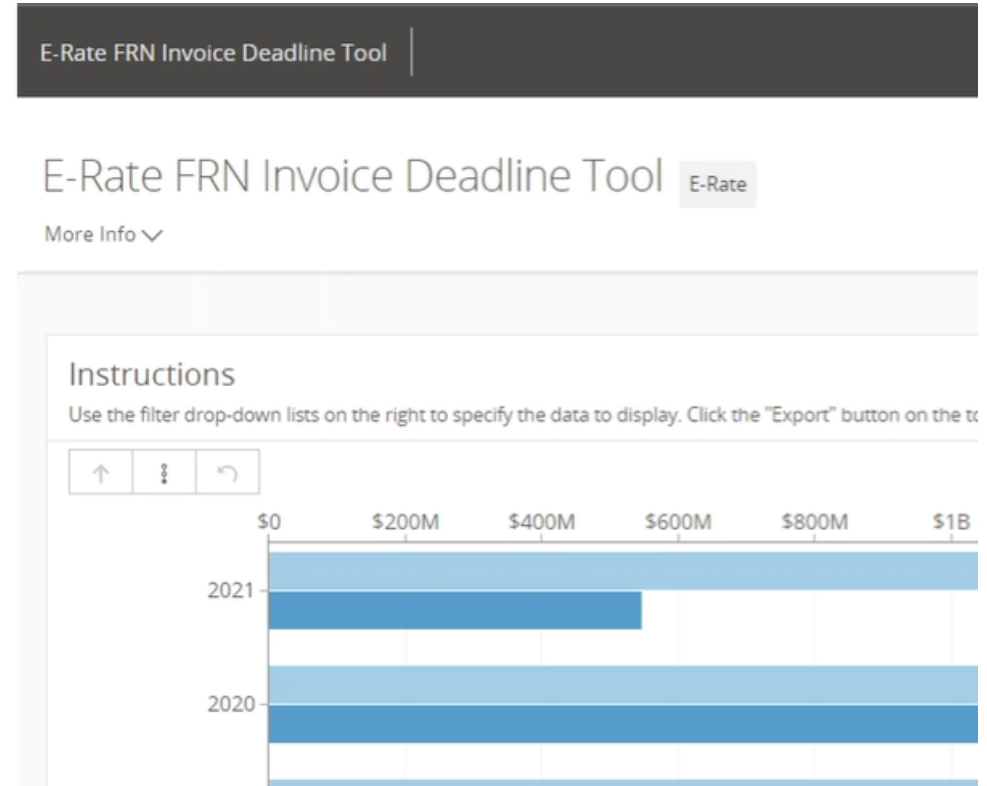 E-Rate FRN Invoice Deadline Tool
E-Rate FRN Invoice Deadline Tool E-Rate
More Info
Instructions
Use the filter drop-down lists on the right to specify the data to display. Click the "Export" button on the
$0 $200M $400M $600M $800M $1B
2021
2020